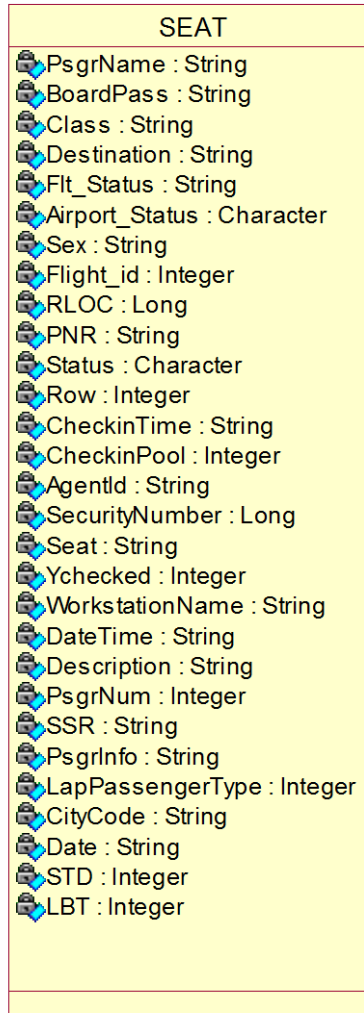 SEAT
PsgrName : String
BoardPass : String
Class : String
Destination : String
Flt_Status : String
Airport_Status : Character
Sex : String
Flight_id : Integer
RLOC : Long
PNR : String
Status : Character
Row : Integer
CheckinTime : String
CheckinPool : Integer
AgentId : String
SecurityNumber : Long
Seat : String
Ychecked : Integer
WorkstationName : String
DateTime : String
Description : String
PsgrNum : Integer
SSR : String
PsgrInfo : String
LapPassengerType : Integer
CityCode : String
Date : String
STD : Integer
LBT : Integer